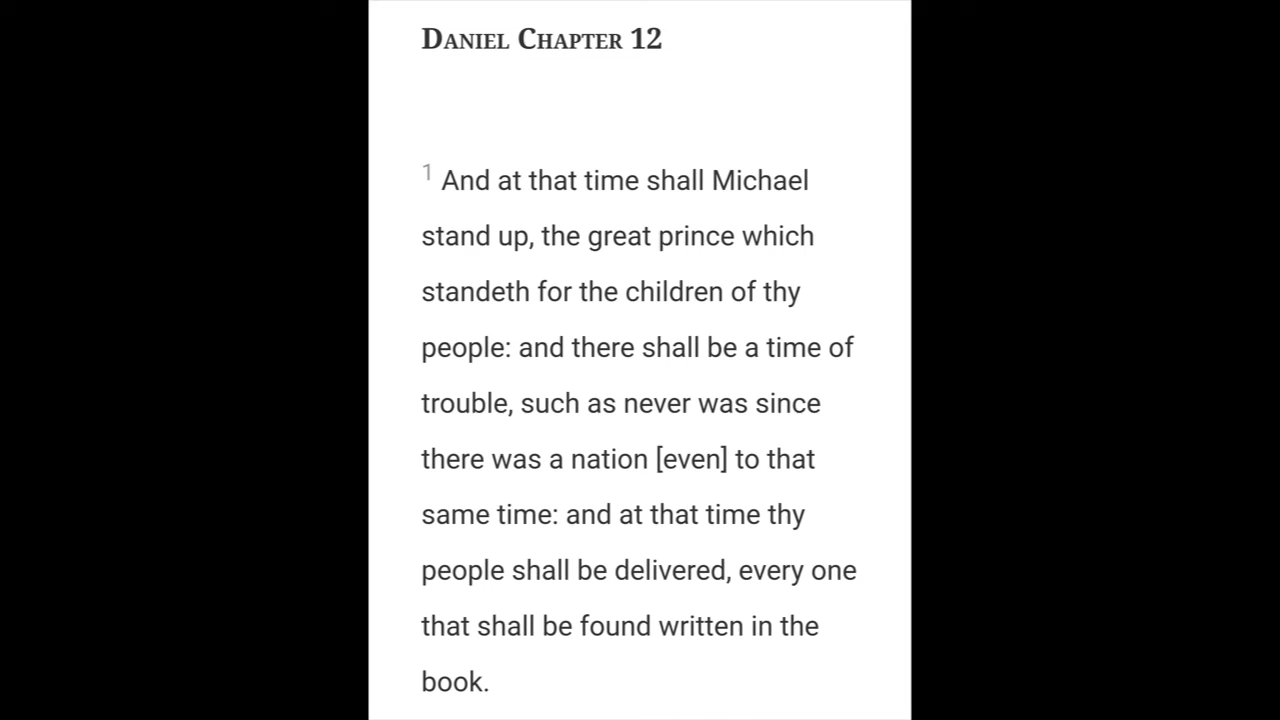 DANIEL CHAPTER 12
1 And at that time shall Michael
stand up, the great prince which
standeth for the children of thy
people: and there shall be a time of
trouble, such as never was since
there was a nation [even] to that
same time: and at that time thy
people shall be delivered, every one
that shall be found written in the
book.